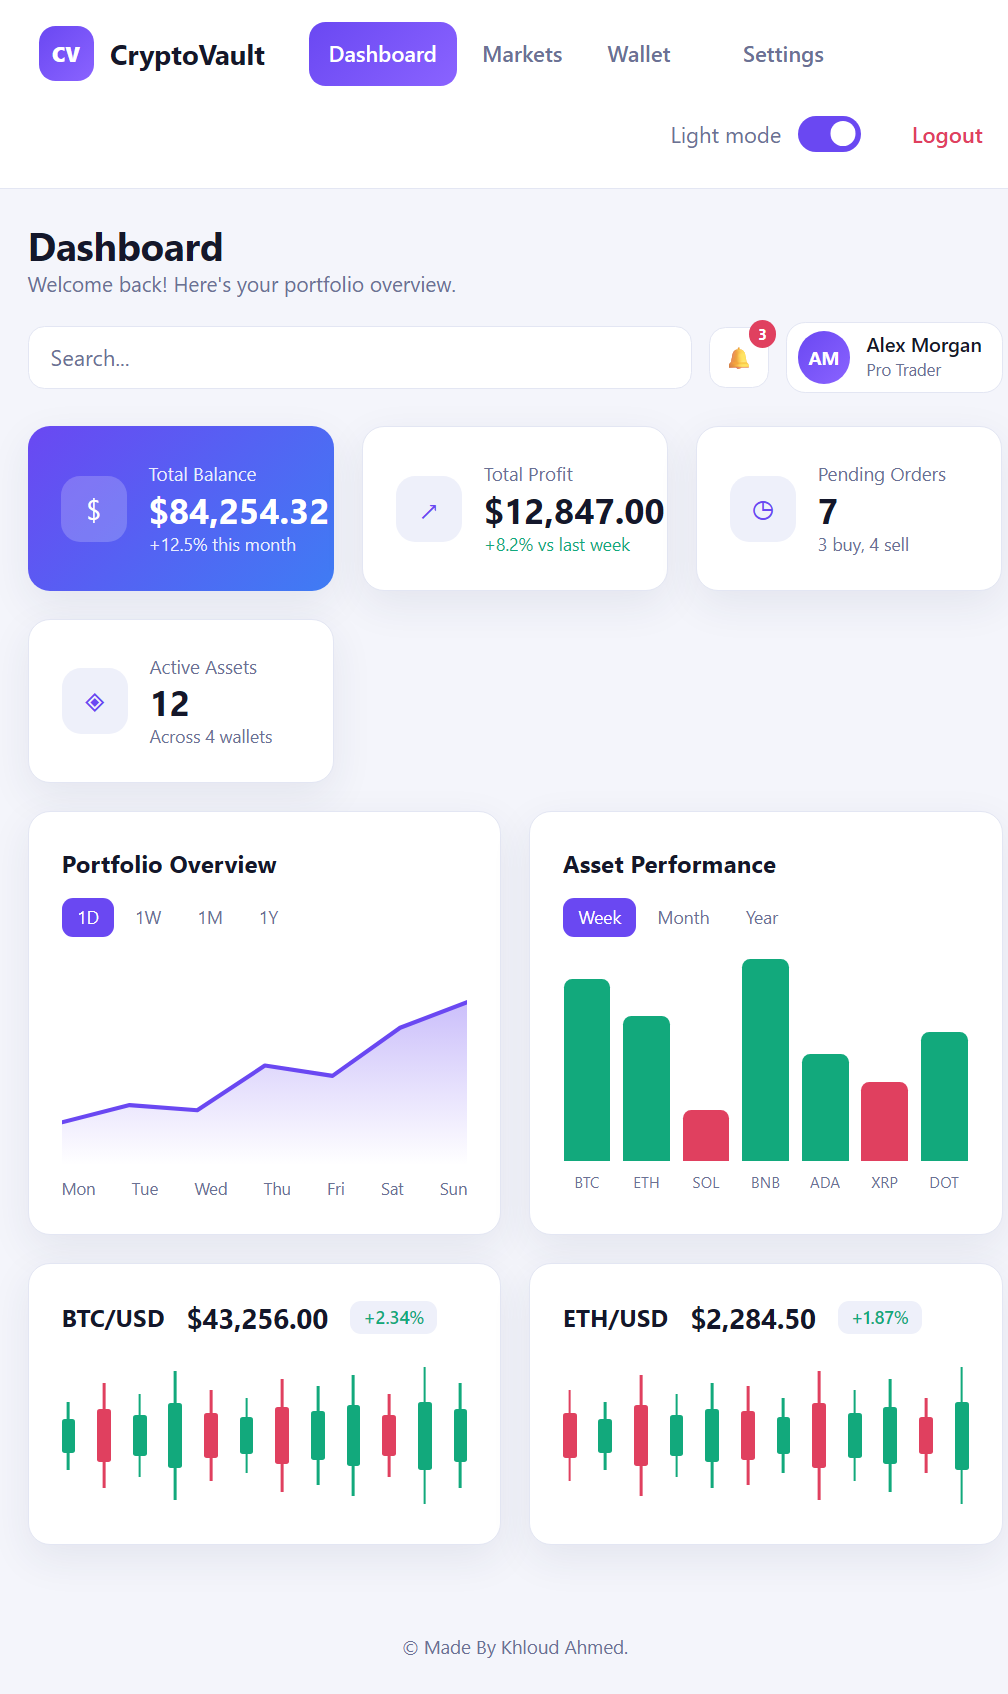 CV CryptoVault Dashboard Markets Wallet Settings
Light mode Logout
Dashboard
Welcome back! Here's your portfolio overview.
Search...
3
AM
Alex Morgan
Pro Trader
$
Total Balance
$84,254.32
+12.5% this month
Total Profit
$12,847.00
+8.2% vs last week
Pending Orders
7
3 buy, 4 sell
Active Assets
12
Across 4 wallets
Portfolio Overview
1D 1W 1M 1Y
Mon Tue Wed Thu Fri Sat Sun
Asset Performance
Week Month Year
BTC ETH SOL BNB ADA XRP DOT
BTC/USD $43,256.00 +2.34%
ETH/USD $2,284.50 +1.87%
© Made By Khloud Ahmed.